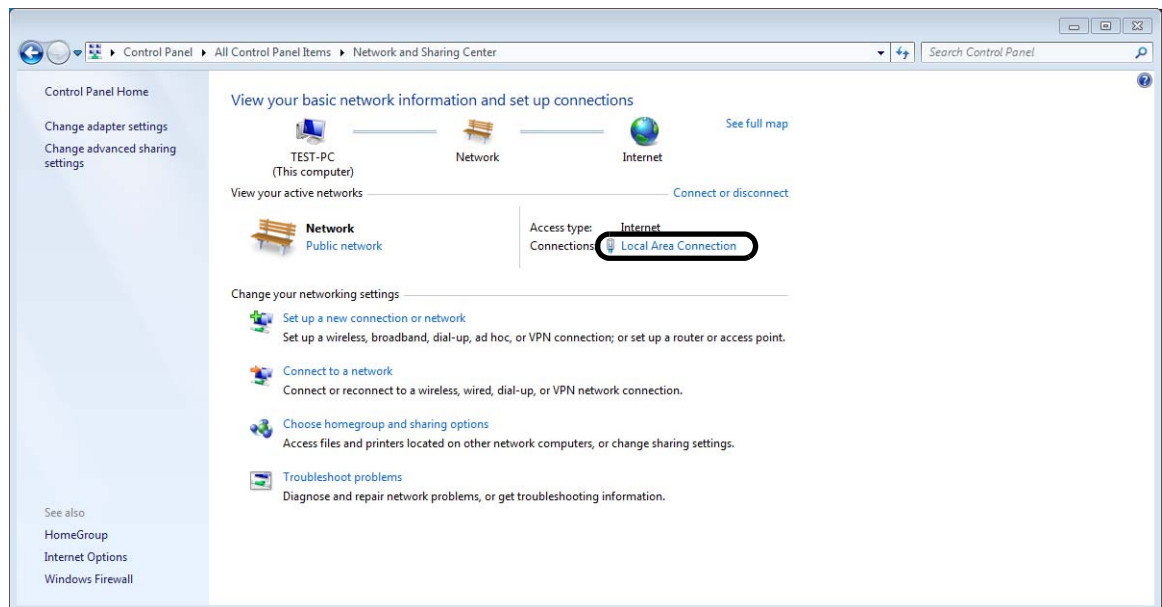 Control Panel ▸ All Control Panel Items ▸ Network and Sharing Center
Search Control Panel
Control Panel Home
Change adapter settings
Change advanced sharing
settings
View your basic network information and set up connections
See full map
TEST-PC
(This computer)
Network
Internet
View your active networks
Connect or disconnect
Network
Public network
Access type: Internet
Connections: Local Area Connection
Change your networking settings
Set up a new connection or network
Set up a wireless, broadband, dial-up, ad hoc, or VPN connection; or set up a router or access point.
Connect to a network
Connect or reconnect to a wireless, wired, dial-up, or VPN network connection.
Choose homegroup and sharing options
Access files and printers located on other network computers, or change sharing settings.
Troubleshoot problems
Diagnose and repair network problems, or get troubleshooting information.
See also
HomeGroup
Internet Options
Windows Firewall